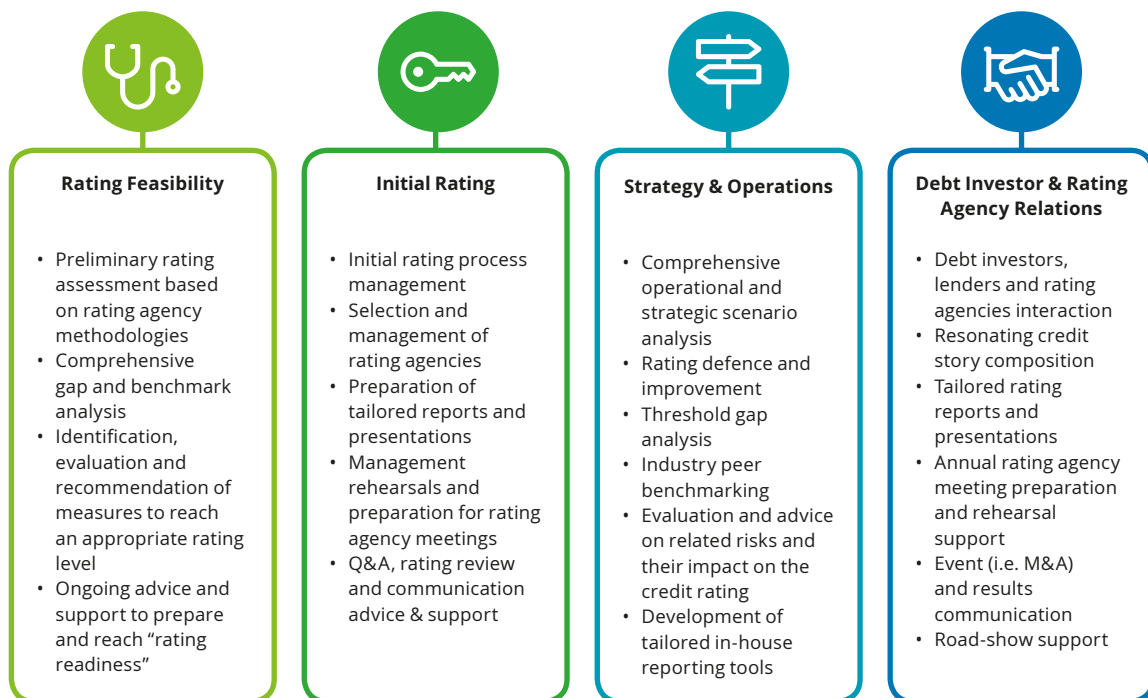 Rating Feasibility
• Preliminary rating
assessment based
on rating agency
methodologies
• Comprehensive
gap and benchmark
analysis
• Identification,
evaluation and
recommendation of
measures to reach
an appropriate rating
level
• Ongoing advice and
support to prepare
and reach “rating
readiness”
Initial Rating
• Initial rating process
management
• Selection and
management of
rating agencies
• Preparation of
tailored reports and
presentations
• Management
rehearsals and
preparation for rating
agency meetings
• Q&A, rating review
and communication
advice & support
Strategy & Operations
• Comprehensive
operational and
strategic scenario
analysis
• Rating defence and
improvement
• Threshold gap
analysis
• Industry peer
benchmarking
• Evaluation and advice
on related risks and
their impact on the
credit rating
• Development of
tailored in-house
reporting tools
Debt Investor & Rating
Agency Relations
• Debt investors,
lenders and rating
agencies interaction
• Resonating credit
story composition
• Tailored rating
reports and
presentations
• Annual rating agency
meeting preparation
and rehearsal
support
• Event (i.e. M&A)
and results
communication
• Road-show support